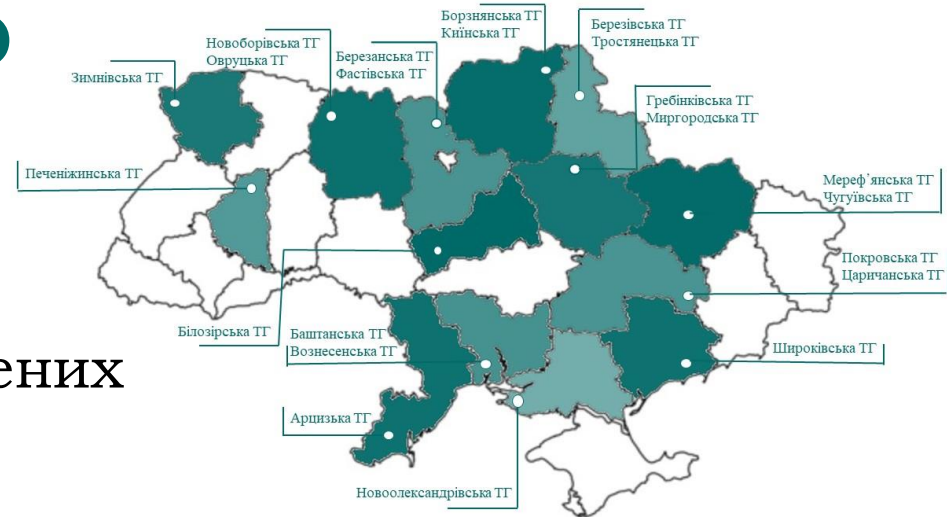 Борзнянська ТГ
Киїнська ТГ
Березівська ТГ
Тростянецька ТГ
Новоборівська ТГ
Овруцька ТГ
Березанська ТГ
Фастівська ТГ
Зимнівська ТГ
Гребінківська ТГ
Миргородська ТГ
Печеніжинська ТГ
Мереф’янська ТГ
Чугуївська ТГ
Покровська ТГ
Царичанська ТГ
Білозірська ТГ
Баштанська ТГ
Вознесенська ТГ
Широківська ТГ
ених
Арцизька ТГ
Новоолександрівська ТГ